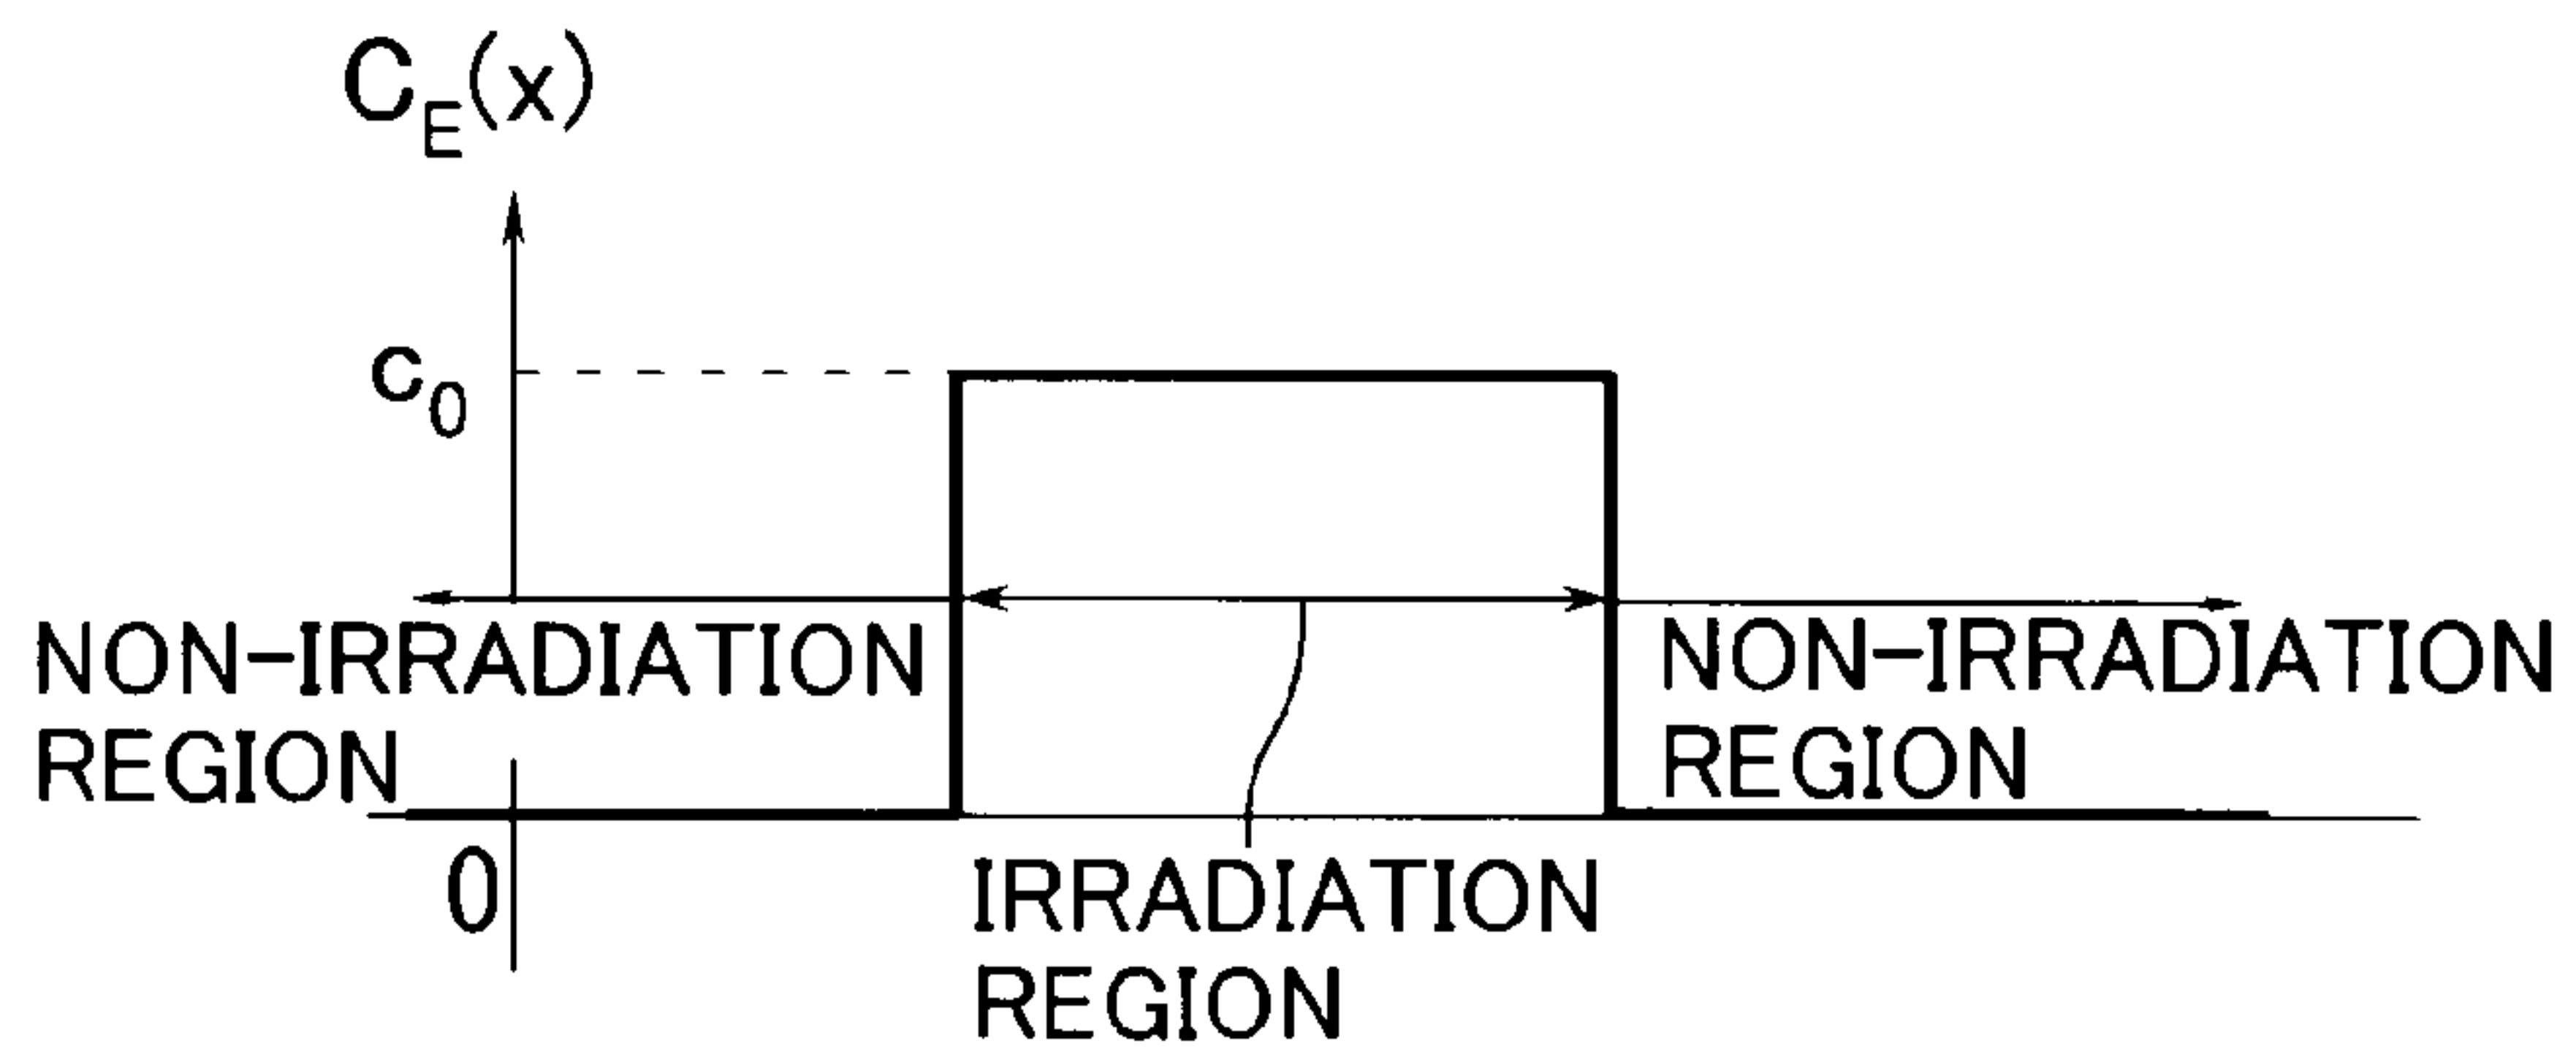 C_E(x)
c_0
NON-IRRADIATION
REGION
NON-IRRADIATION
REGION
0
IRRADIATION
REGION